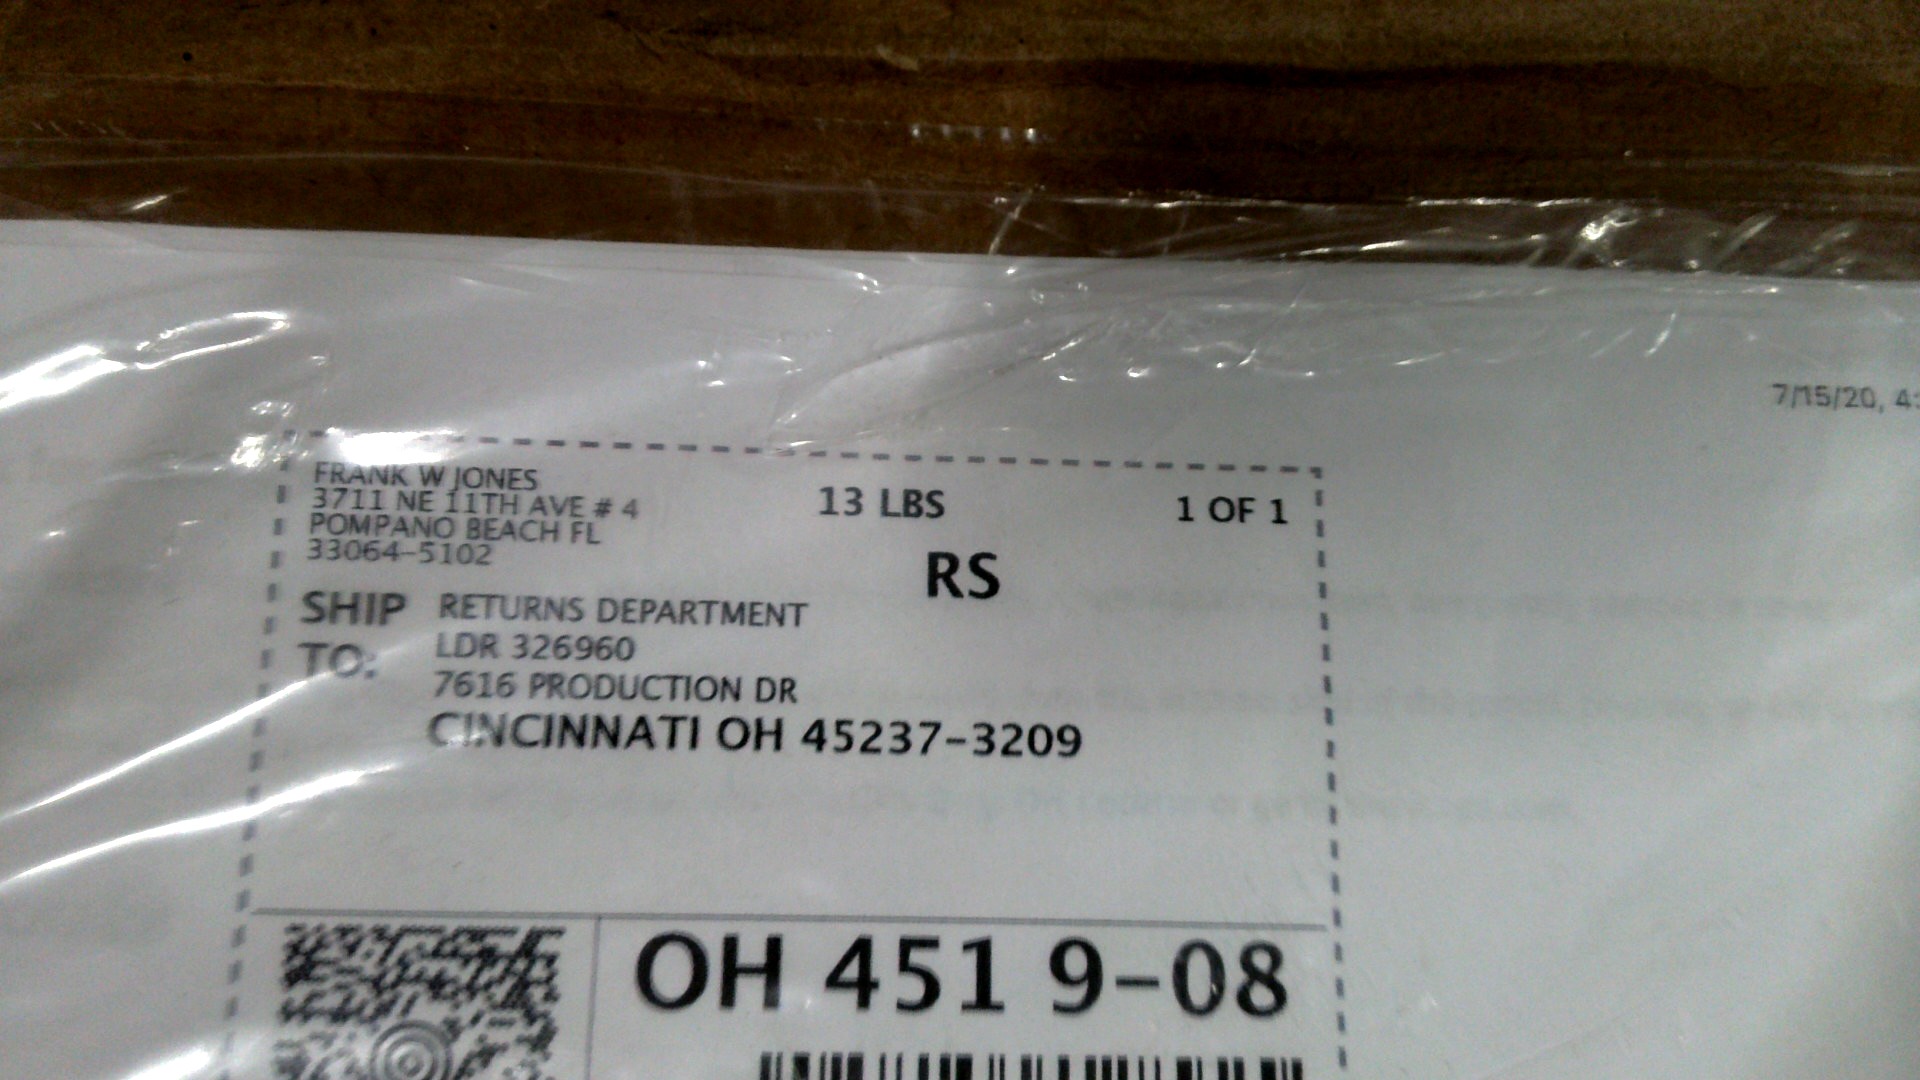 7/15/20, 4:
FRANK W JONES
3711 NE 11TH AVE # 4
POMPANO BEACH FL
33064-5102
13 LBS
1 OF 1
RS
SHIP TO:
RETURNS DEPARTMENT
LDR 326960
7616 PRODUCTION DR
CINCINNATI OH 45237-3209
OH 451 9-08